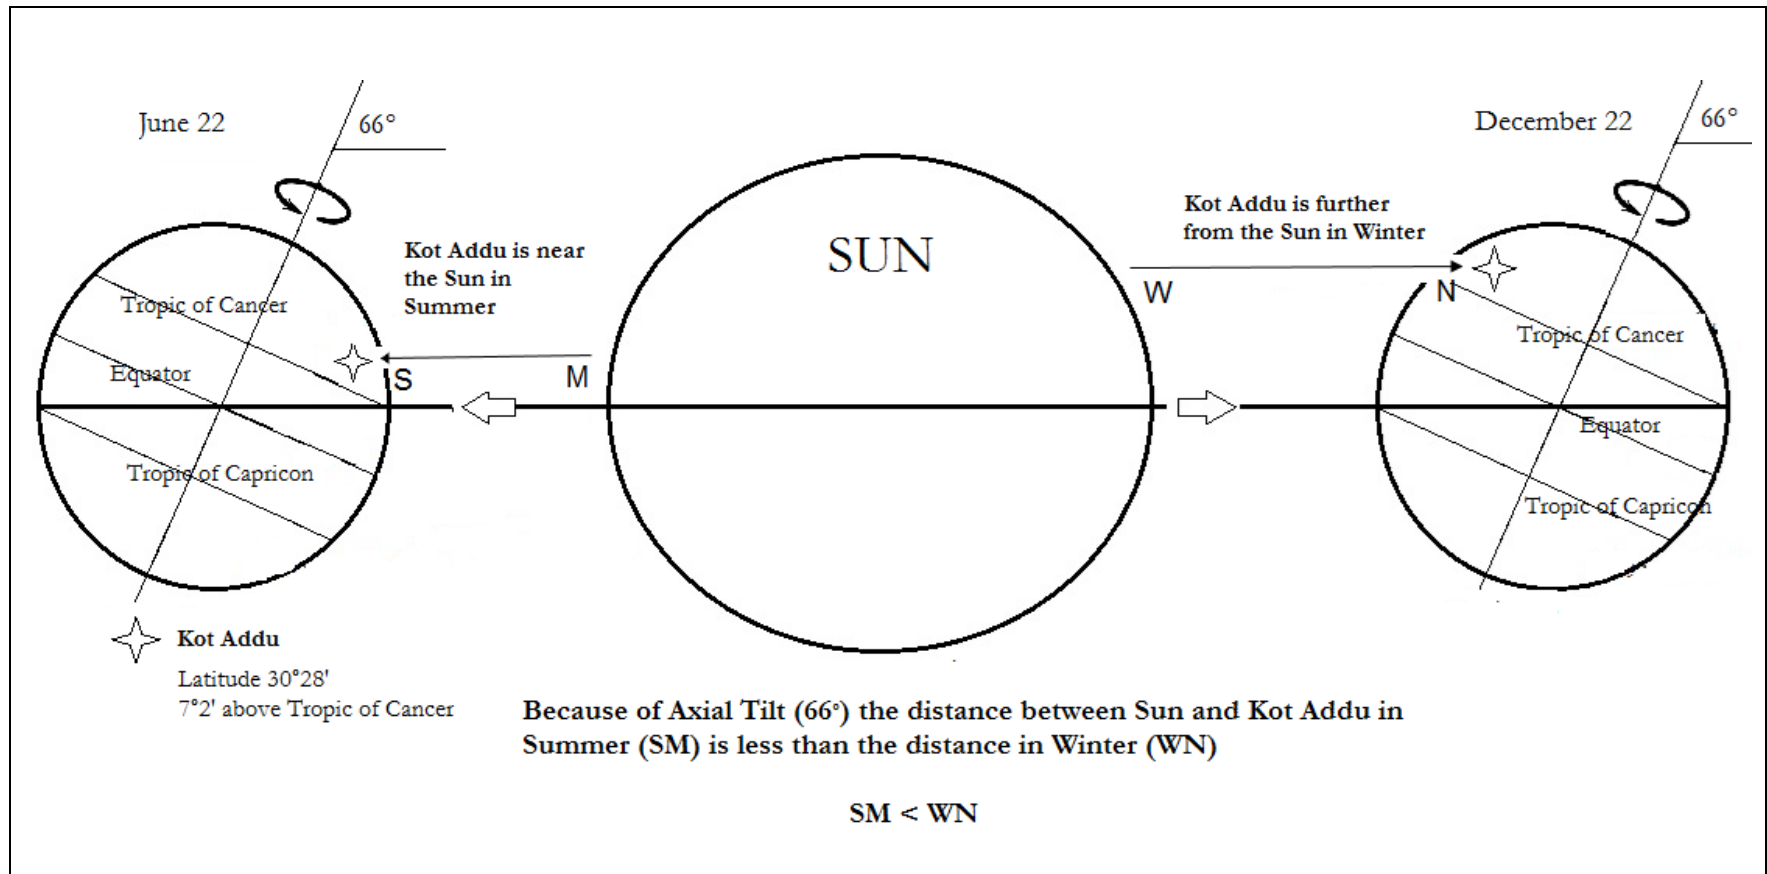 June 22
66°
December 22
66°
Kot Addu is near
the Sun in
Summer
SUN
Kot Addu is further
from the Sun in Winter
W
N
S
M
Tropic of Cancer
Equator
Tropic of Capricon
Tropic of Cancer
Equator
Tropic of Capricon
Kot Addu
Latitude 30°28'
7°2' above Tropic of Cancer
Because of Axial Tilt (66°) the distance between Sun and Kot Addu in
Summer (SM) is less than the distance in Winter (WN)
SM < WN